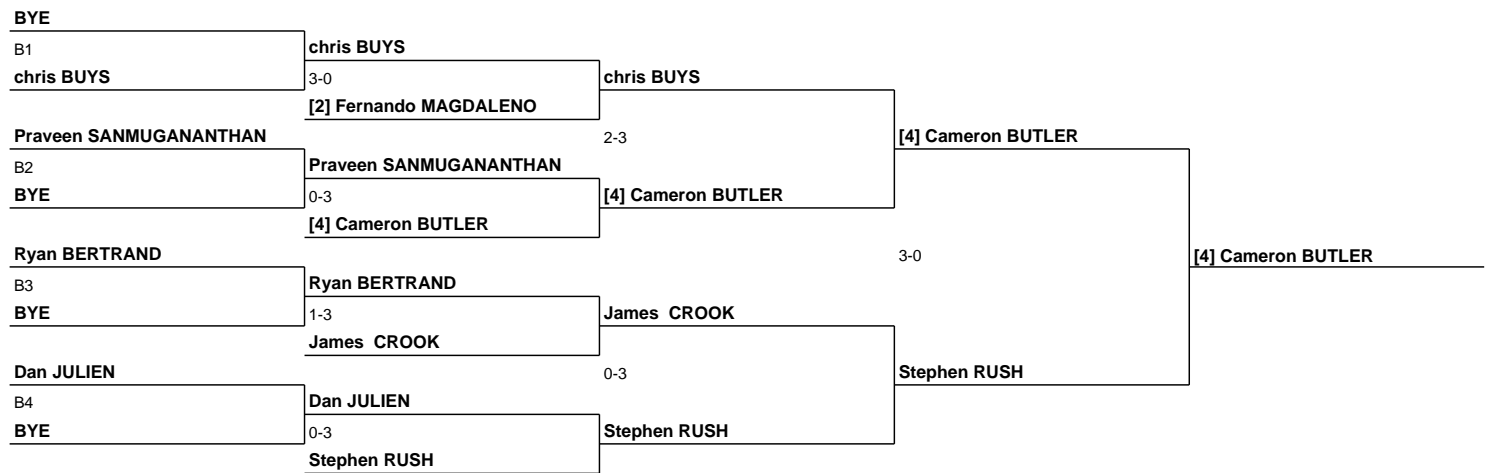 BYE
B1
chris BUYS
chris BUYS
3-0
chris BUYS
[2] Fernando MAGDALENO
Praveen SANMUGANANTHAN
2-3
[4] Cameron BUTLER
B2
Praveen SANMUGANANTHAN
BYE
0-3
[4] Cameron BUTLER
[4] Cameron BUTLER
Ryan BERTRAND
3-0
[4] Cameron BUTLER
B3
Ryan BERTRAND
BYE
1-3
James  CROOK
James  CROOK
Dan JULIEN
0-3
Stephen RUSH
B4
Dan JULIEN
BYE
0-3
Stephen RUSH
Stephen RUSH